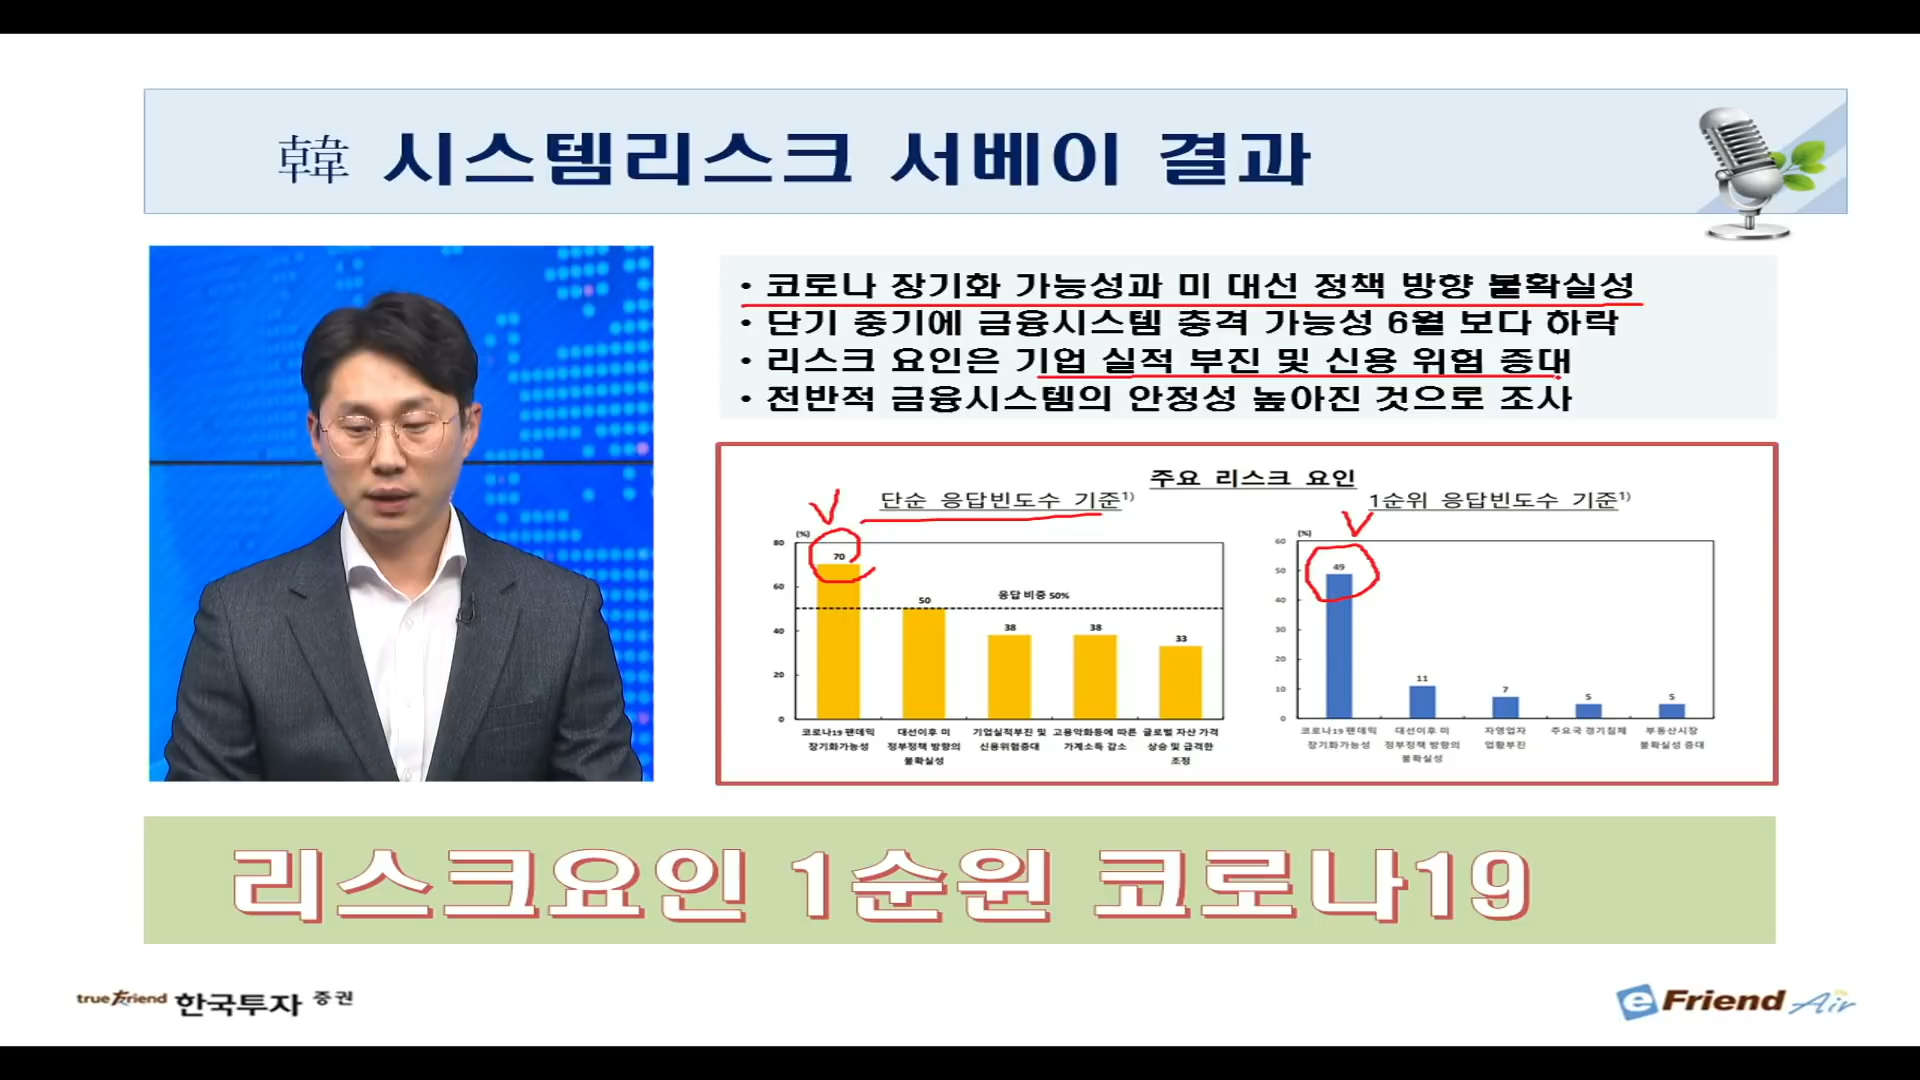 韓 시스템리스크 서베이 결과
• 코로나 장기화 가능성과 미 대선 정책 방향 불확실성
• 단기 중기에 금융시스템 충격 가능성 6월 보다 하락
• 리스크 요인은 기업 실적 부진 및 신용 위험 증대
• 전반적 금융시스템의 안정성 높아진 것으로 조사
주요 리스크 요인
단순 응답빈도수 기준1)
(%)
80
60
40
20
0
70
50
38
38
33
응답 비중 50%
코로나19 팬데믹
장기화가능성
대선이후 미
정부정책 방향의
불확실성
기업실적부진 및
신용위험증대
고용악화등에 따른
가계소득 감소
글로벌 자산 가격
상승 및 급격한
조정
1순위 응답빈도수 기준1)
(%)
60
50
40
30
20
10
0
49
11
7
5
5
코로나19 팬데믹
장기화가능성
대선이후 미
정부정책 방향의
불확실성
자영업자
업황부진
주요국 경기침체
부동산시장
불확실성 증대
리스크요인 1순원 코로나19
true友riend 한국투자 증권
eFriend Air